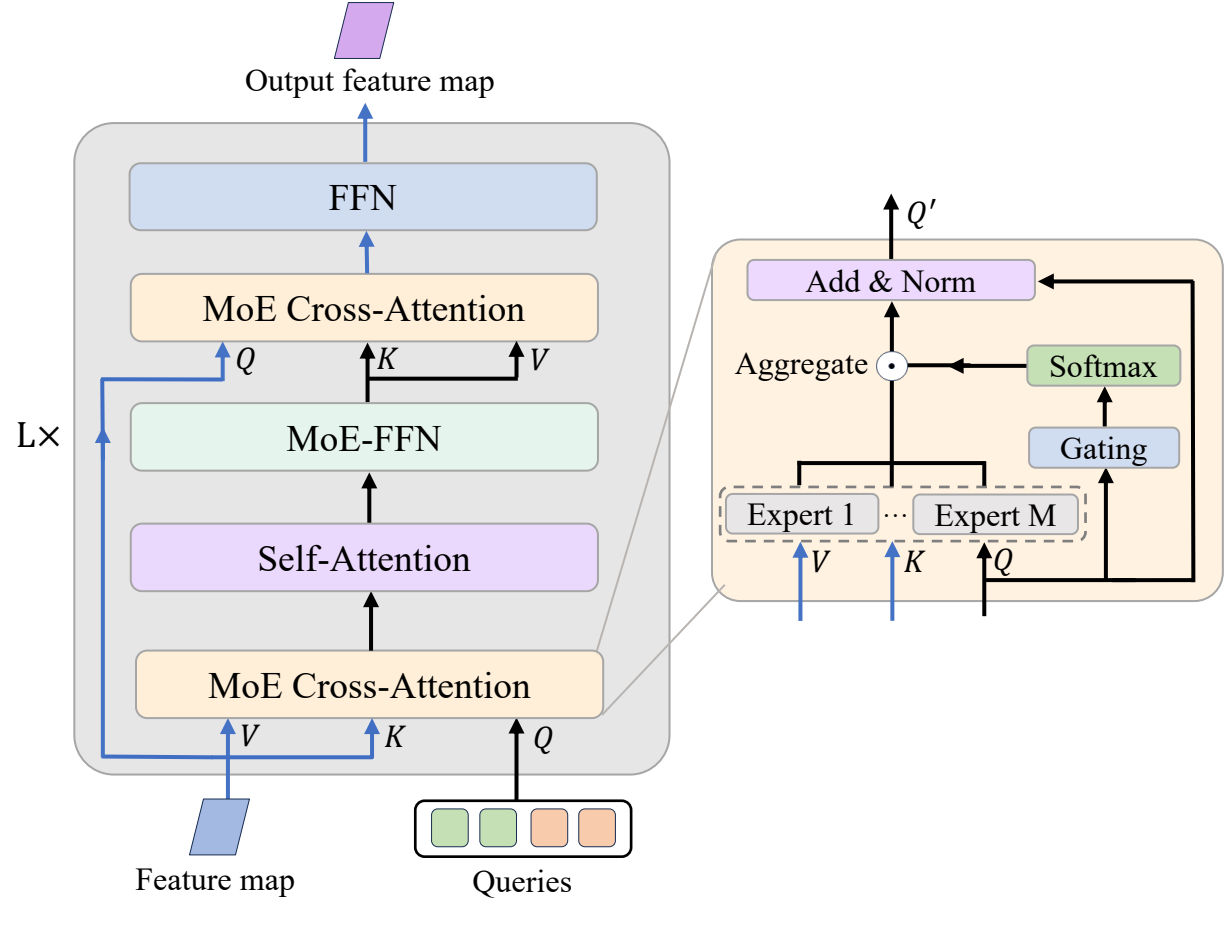 Output feature map
FFN
MoE Cross-Attention
Q K V
L×
MoE-FFN
Self-Attention
MoE Cross-Attention
V K Q
Feature map
Queries
Q′
Add & Norm
Aggregate
Softmax
Gating
Expert 1 ... Expert M
V K Q